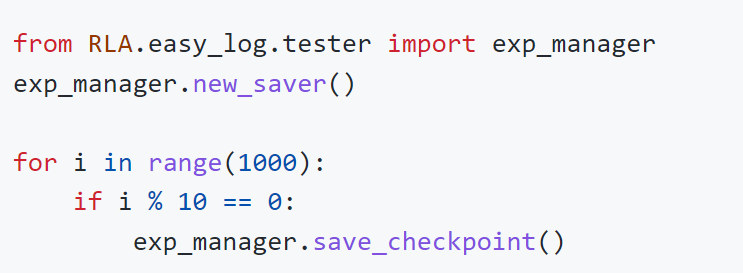 from RLA.easy_log.tester import exp_manager
exp_manager.new_saver()

for i in range(1000):
    if i % 10 == 0:
        exp_manager.save_checkpoint()